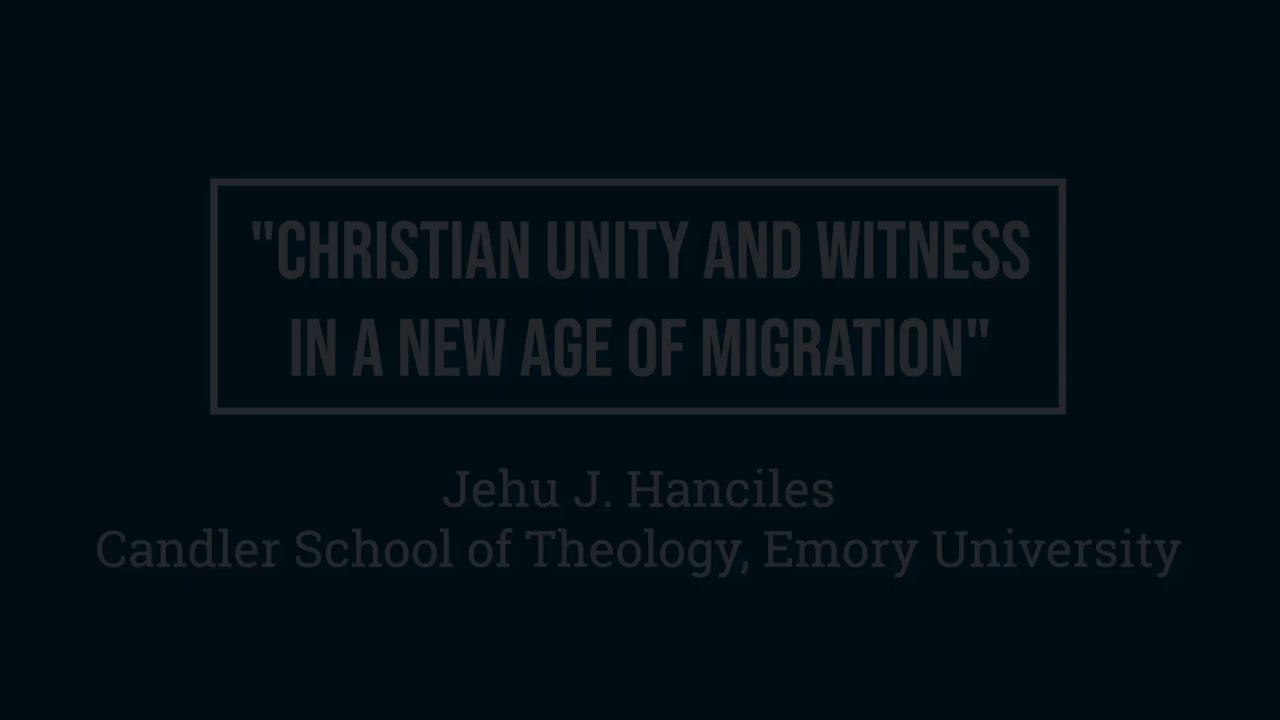 "CHRISTIAN UNITY AND WITNESS
IN A NEW AGE OF MIGRATION"
Jehu J. Hanciles
Candler School of Theology, Emory University